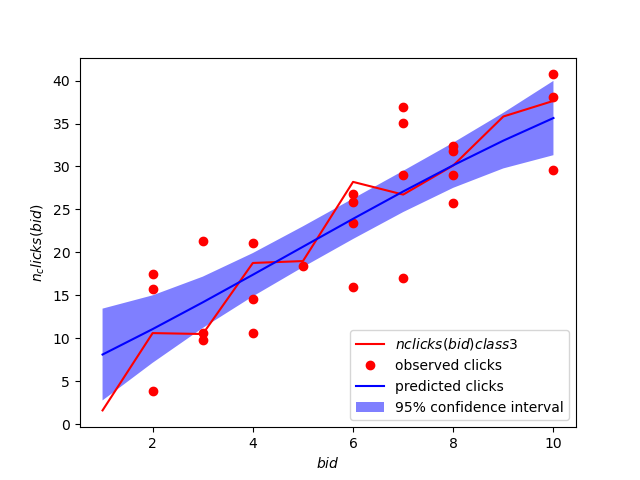 40
35
30
25
20
15
10
5
0
n_clicks(bid)
nclicks(bid)class3
observed clicks
predicted clicks
95% confidence interval
2 4 6 8 10
bid